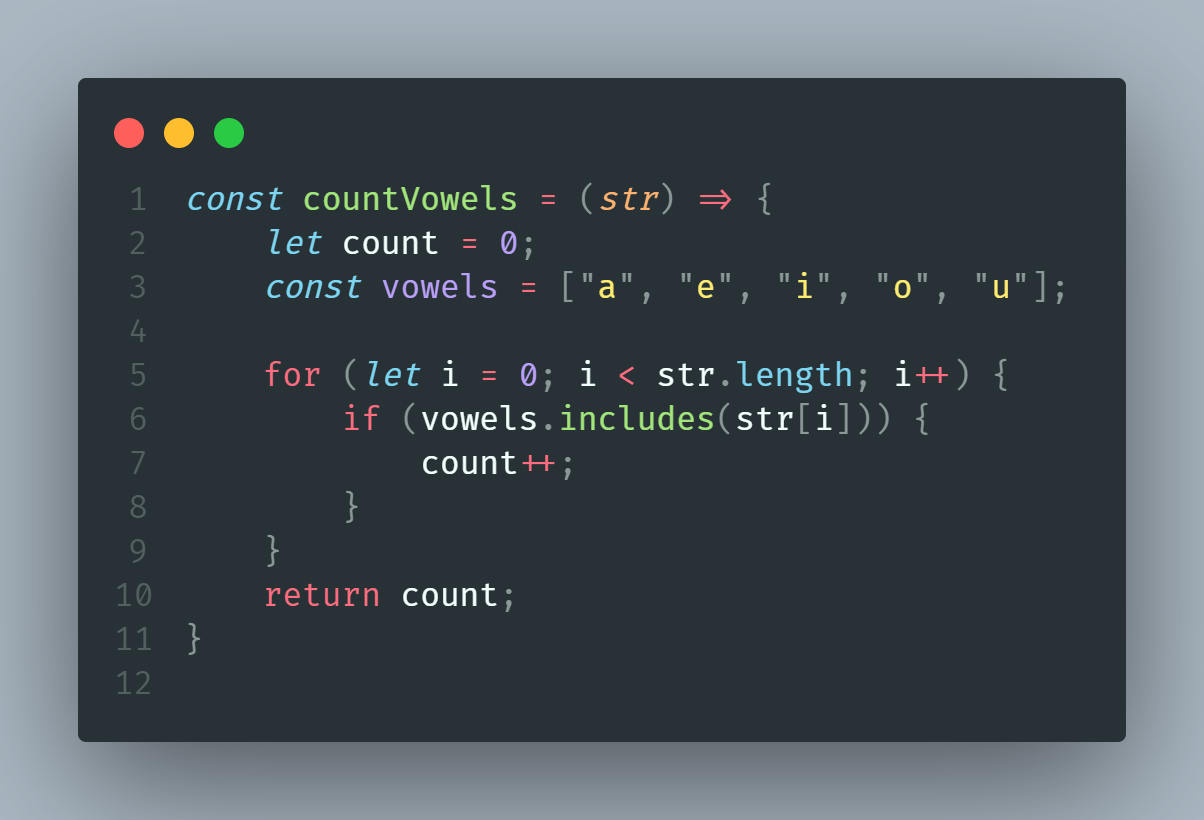 1 const countVowels = (str) => {
2     let count = 0;
3     const vowels = ["a", "e", "i", "o", "u"];
4
5     for (let i = 0; i < str.length; i++) {
6         if (vowels.includes(str[i])) {
7             count++;
8         }
9     }
10     return count;
11 }
12